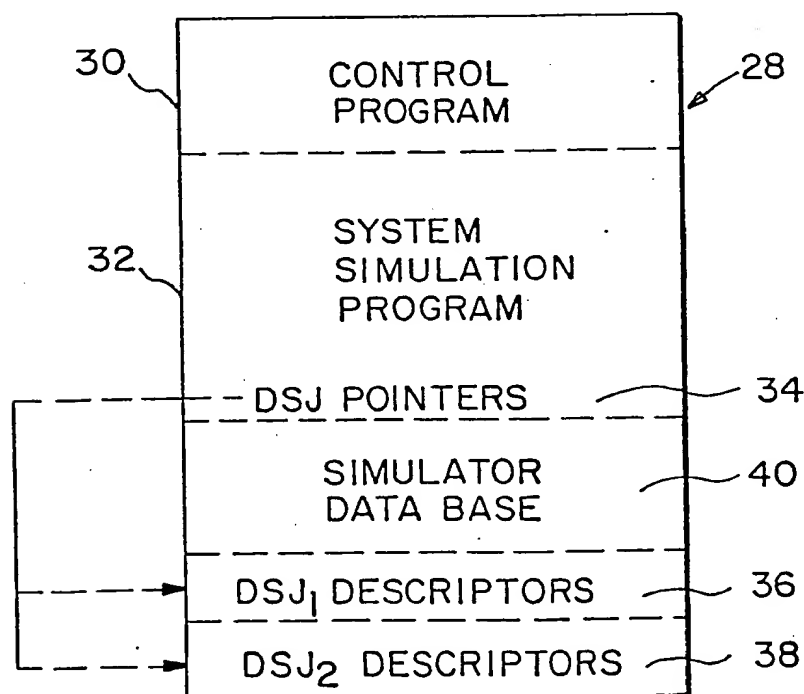 30
CONTROL
PROGRAM
28
32
SYSTEM
SIMULATION
PROGRAM
DSJ POINTERS
34
SIMULATOR
DATA BASE
40
DSJ₁ DESCRIPTORS
36
DSJ₂ DESCRIPTORS
38